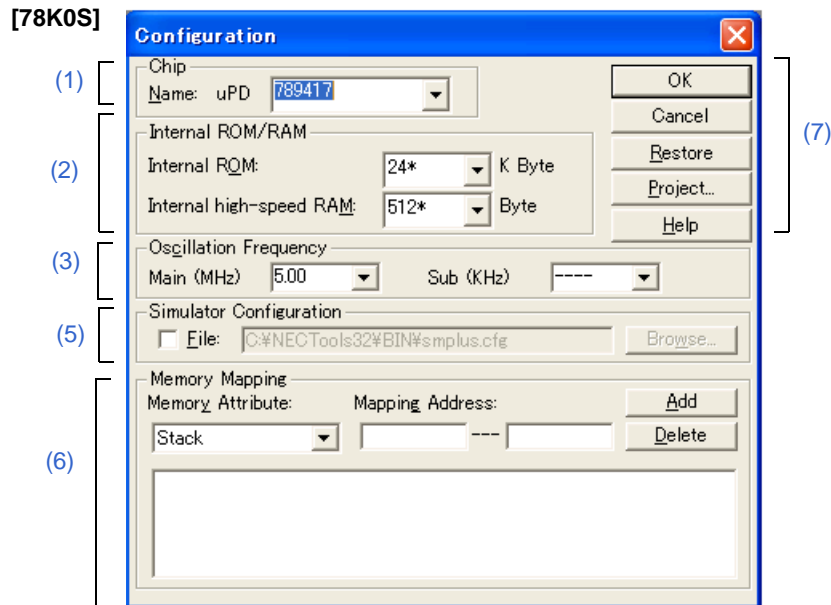 [78K0S]
Configuration
(1)
Chip
Name: uPD 789417
OK
Cancel
Restore
Project...
Help
(7)
(2)
Internal ROM/RAM
Internal ROM: 24* K Byte
Internal high-speed RAM: 512* Byte
(3)
Oscillation Frequency
Main (MHz) 5.00 Sub (KHz) ----
(5)
Simulator Configuration
File: C:¥NECTools32¥BIN¥smplus.cfg Browse...
(6)
Memory Mapping
Memory Attribute: Mapping Address: Add
Stack --- Delete